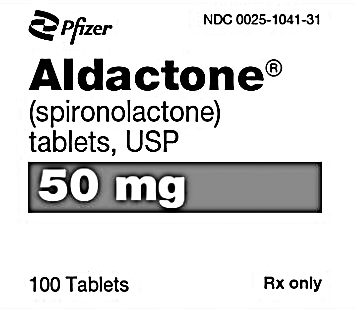 Pfizer
NDC 0025-1041-31
Aldactone®
(spironolactone)
tablets, USP
50 mg
100 Tablets
Rx only